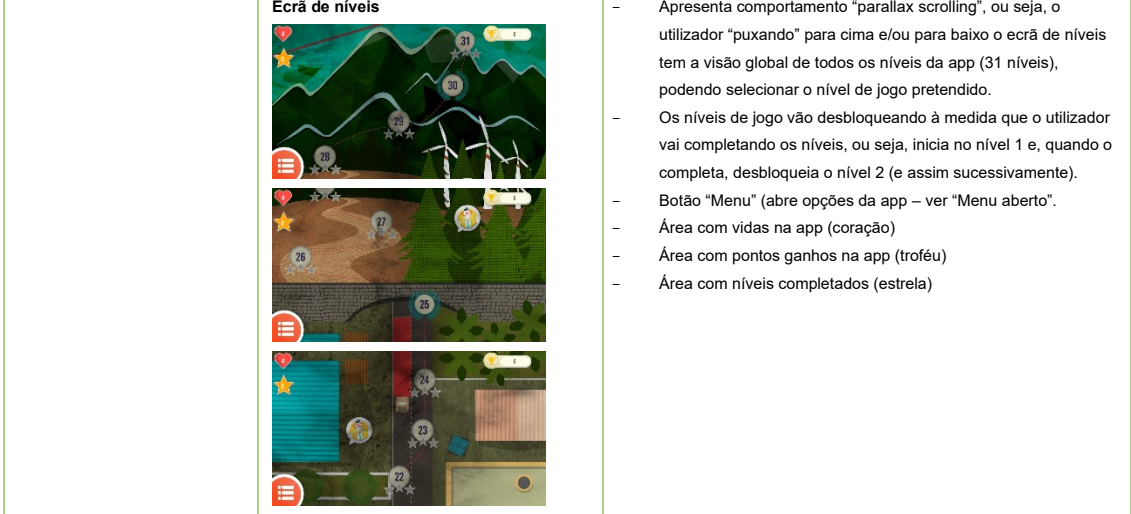 Ecrã de níveis
4
31
30
29
28
4
27
26
25
4
24
23
22
– Apresenta comportamento “parallax scrolling”, ou seja, o
utilizador “puxando” para cima e/ou para baixo o ecrã de níveis
tem a visão global de todos os níveis da app (31 níveis),
podendo selecionar o nível de jogo pretendido.
– Os níveis de jogo vão desbloqueando à medida que o utilizador
vai completando os níveis, ou seja, inicia no nível 1 e, quando o
completa, desbloqueia o nível 2 (e assim sucessivamente).
– Botão “Menu” (abre opções da app – ver “Menu aberto”.
– Área com vidas na app (coração)
– Área com pontos ganhos na app (troféu)
– Área com níveis completados (estrela)